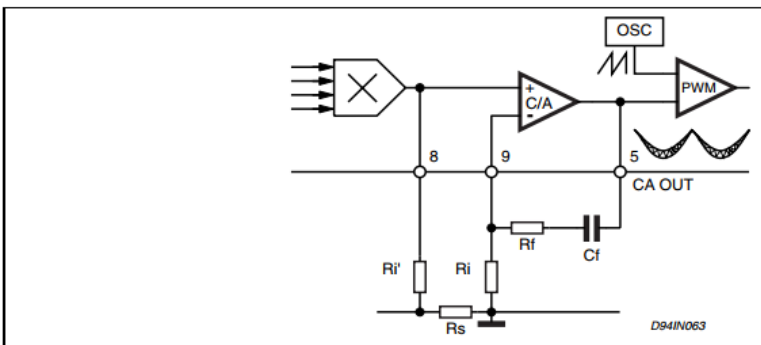 OSC
+
C/A
-
PWM
8
9
5
CA OUT
Rf
Cf
Ri'
Ri
Rs
D94IN063